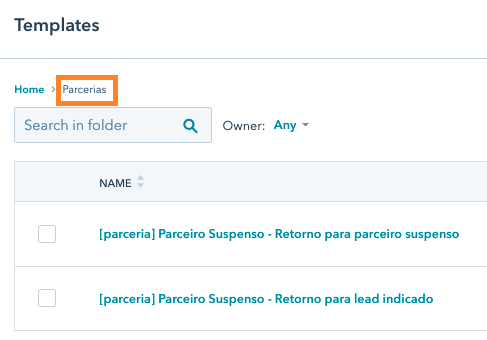 Templates
Home > Parcerias
Search in folder
Owner: Any
NAME
[parceria] Parceiro Suspenso - Retorno para parceiro suspenso
[parceria] Parceiro Suspenso - Retorno para lead indicado